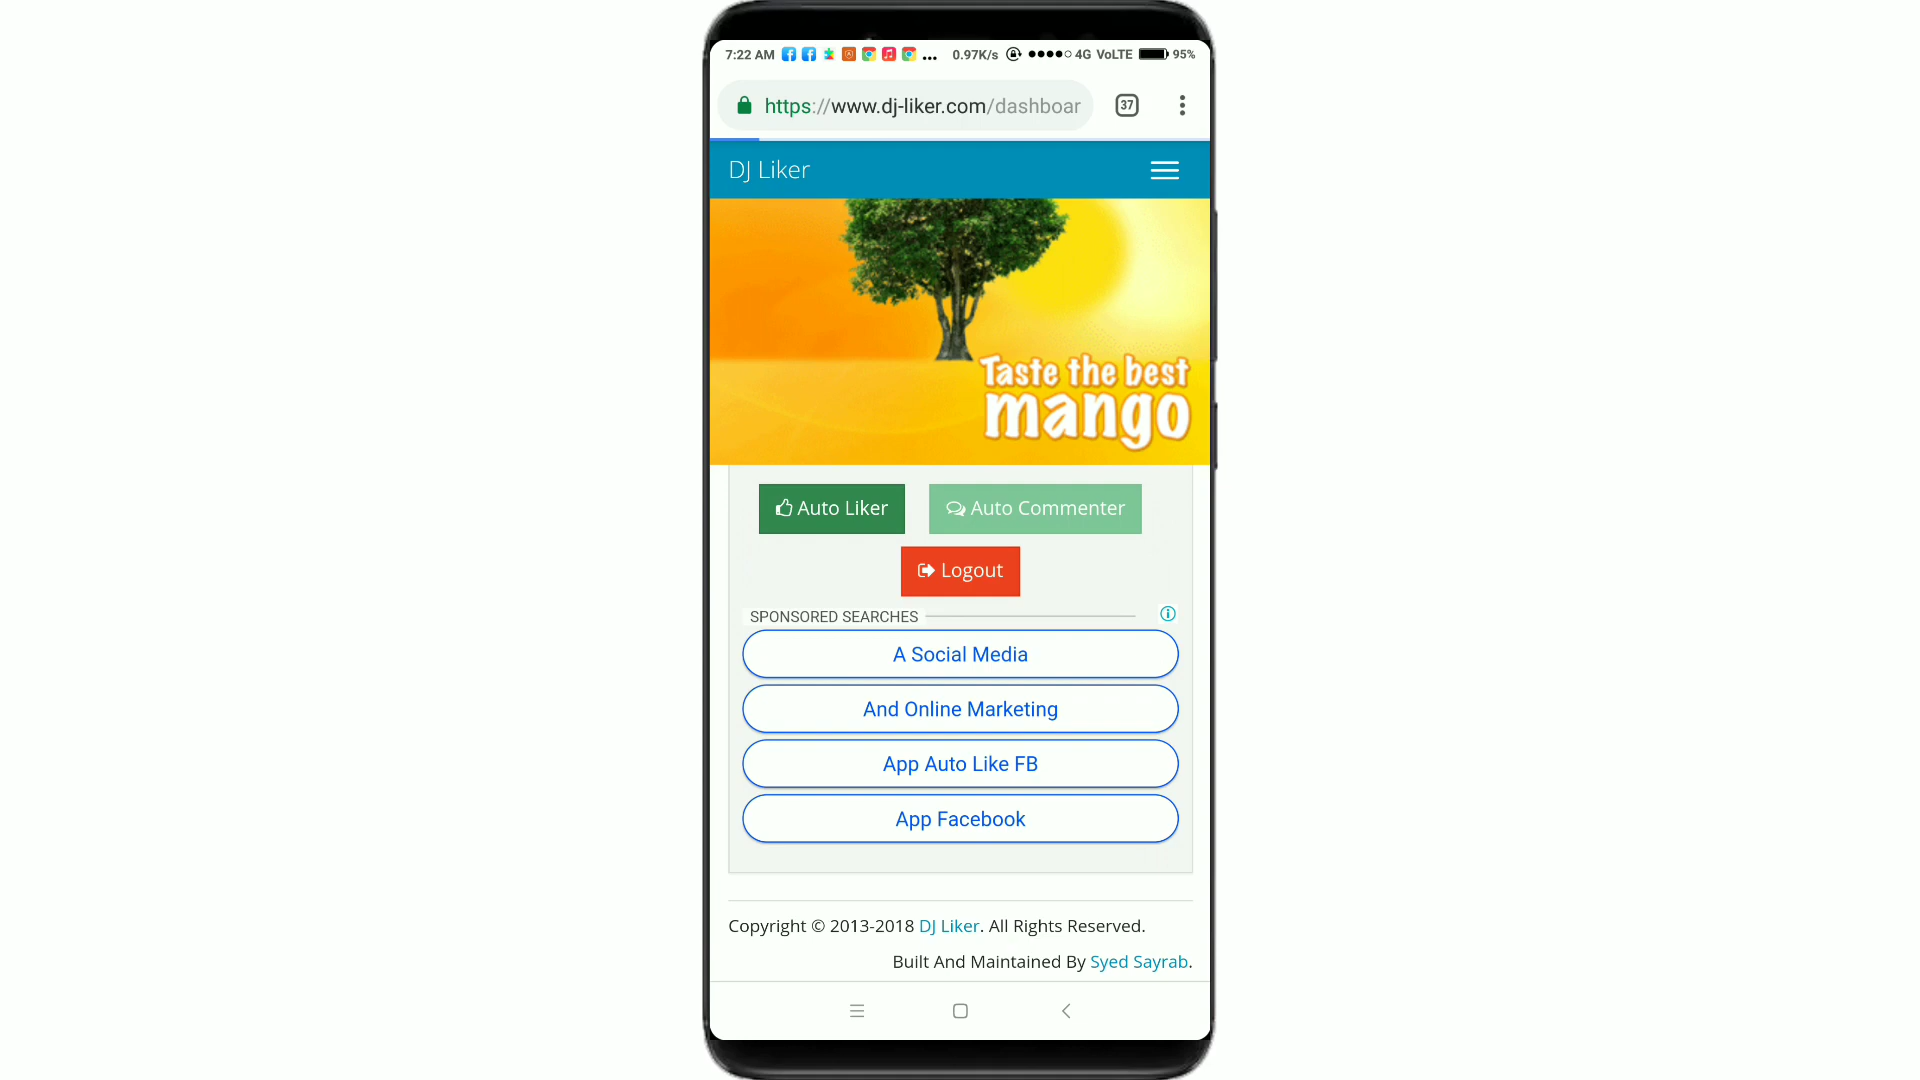 7:22 AM ... 0.97K/s 4G VoLTE 95%
https://www.dj-liker.com/dashboar 37
DJ Liker
Taste the best
mango
Auto Liker Auto Commenter
Logout
SPONSORED SEARCHES
A Social Media
And Online Marketing
App Auto Like FB
App Facebook
Copyright © 2013-2018 DJ Liker. All Rights Reserved.
Built And Maintained By Syed Sayrab.